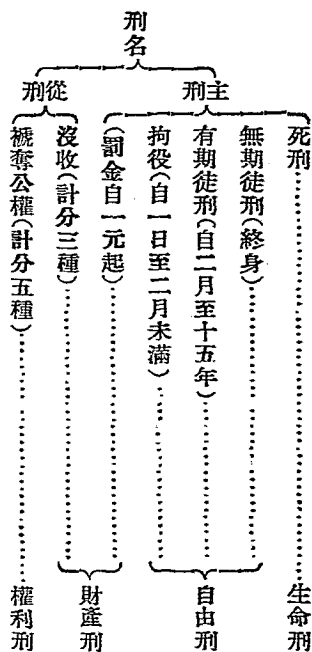 刑名
主刑
從刑
死刑……生命刑
無期徒刑(終身)……
有期徒刑(自二月至十五年)……自由刑
拘役(自一日至二月未滿)……
(罰金自一元起)……
沒收(計分三種)……財產刑
褫奪公權(計分五種)……權利刑